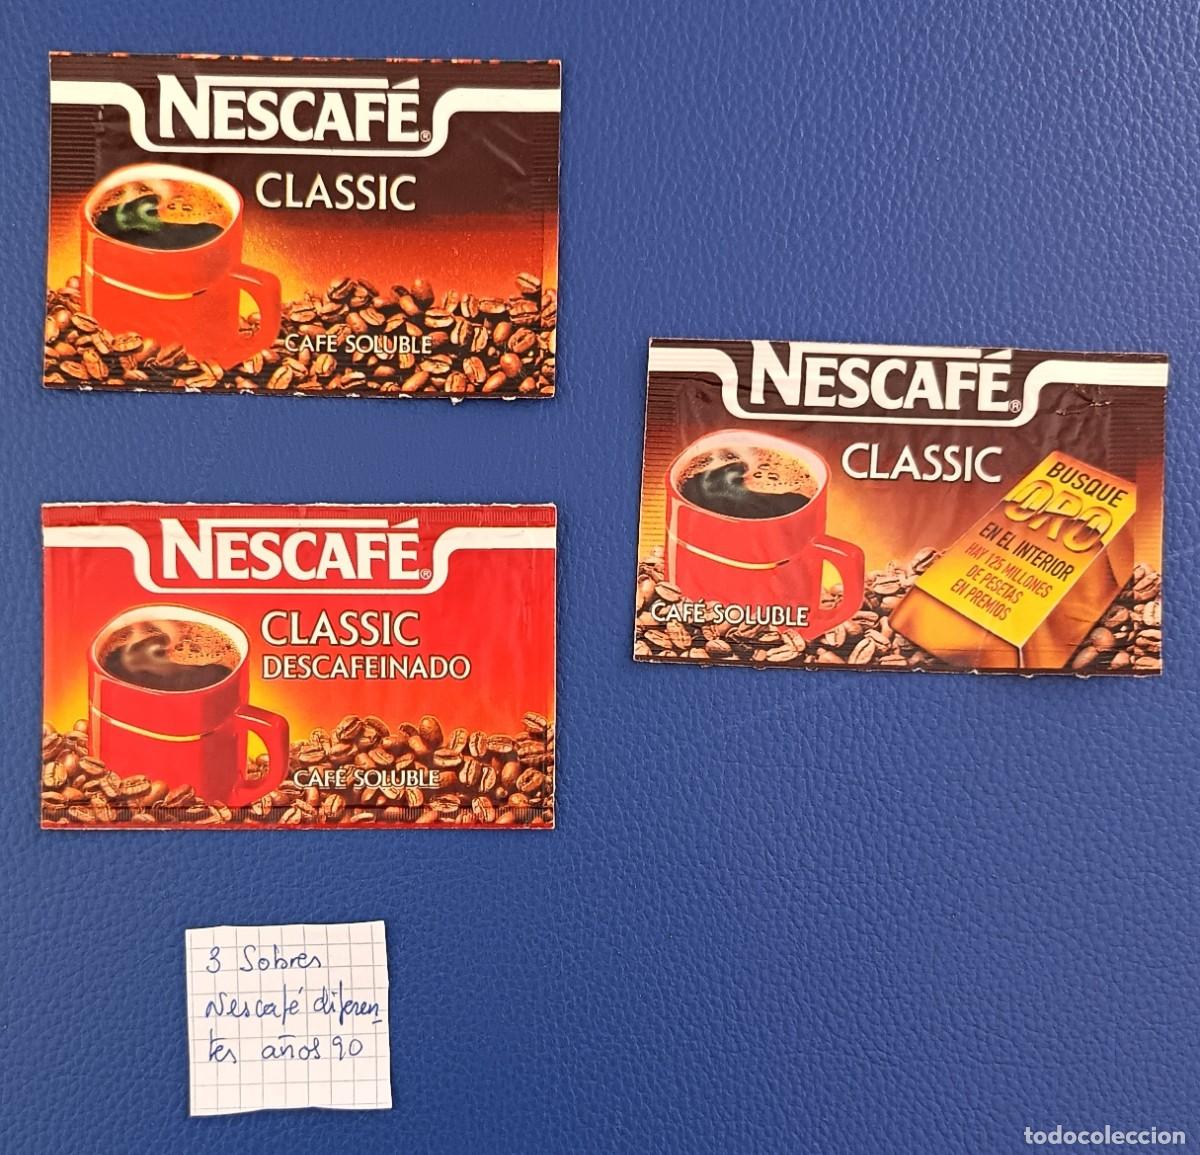 NESCAFÉ®
CLASSIC
CAFÉ SOLUBLE
NESCAFÉ®
CLASSIC
BUSQUE
ORO
EN EL INTERIOR
HAY 125 MILLONES
DE PESETAS
EN PREMIOS
CAFÉ SOLUBLE
NESCAFÉ®
CLASSIC
DESCAFEINADO
CAFÉ SOLUBLE
3 Sobres
Nescafé diferen-
tes años 90
todocoleccion